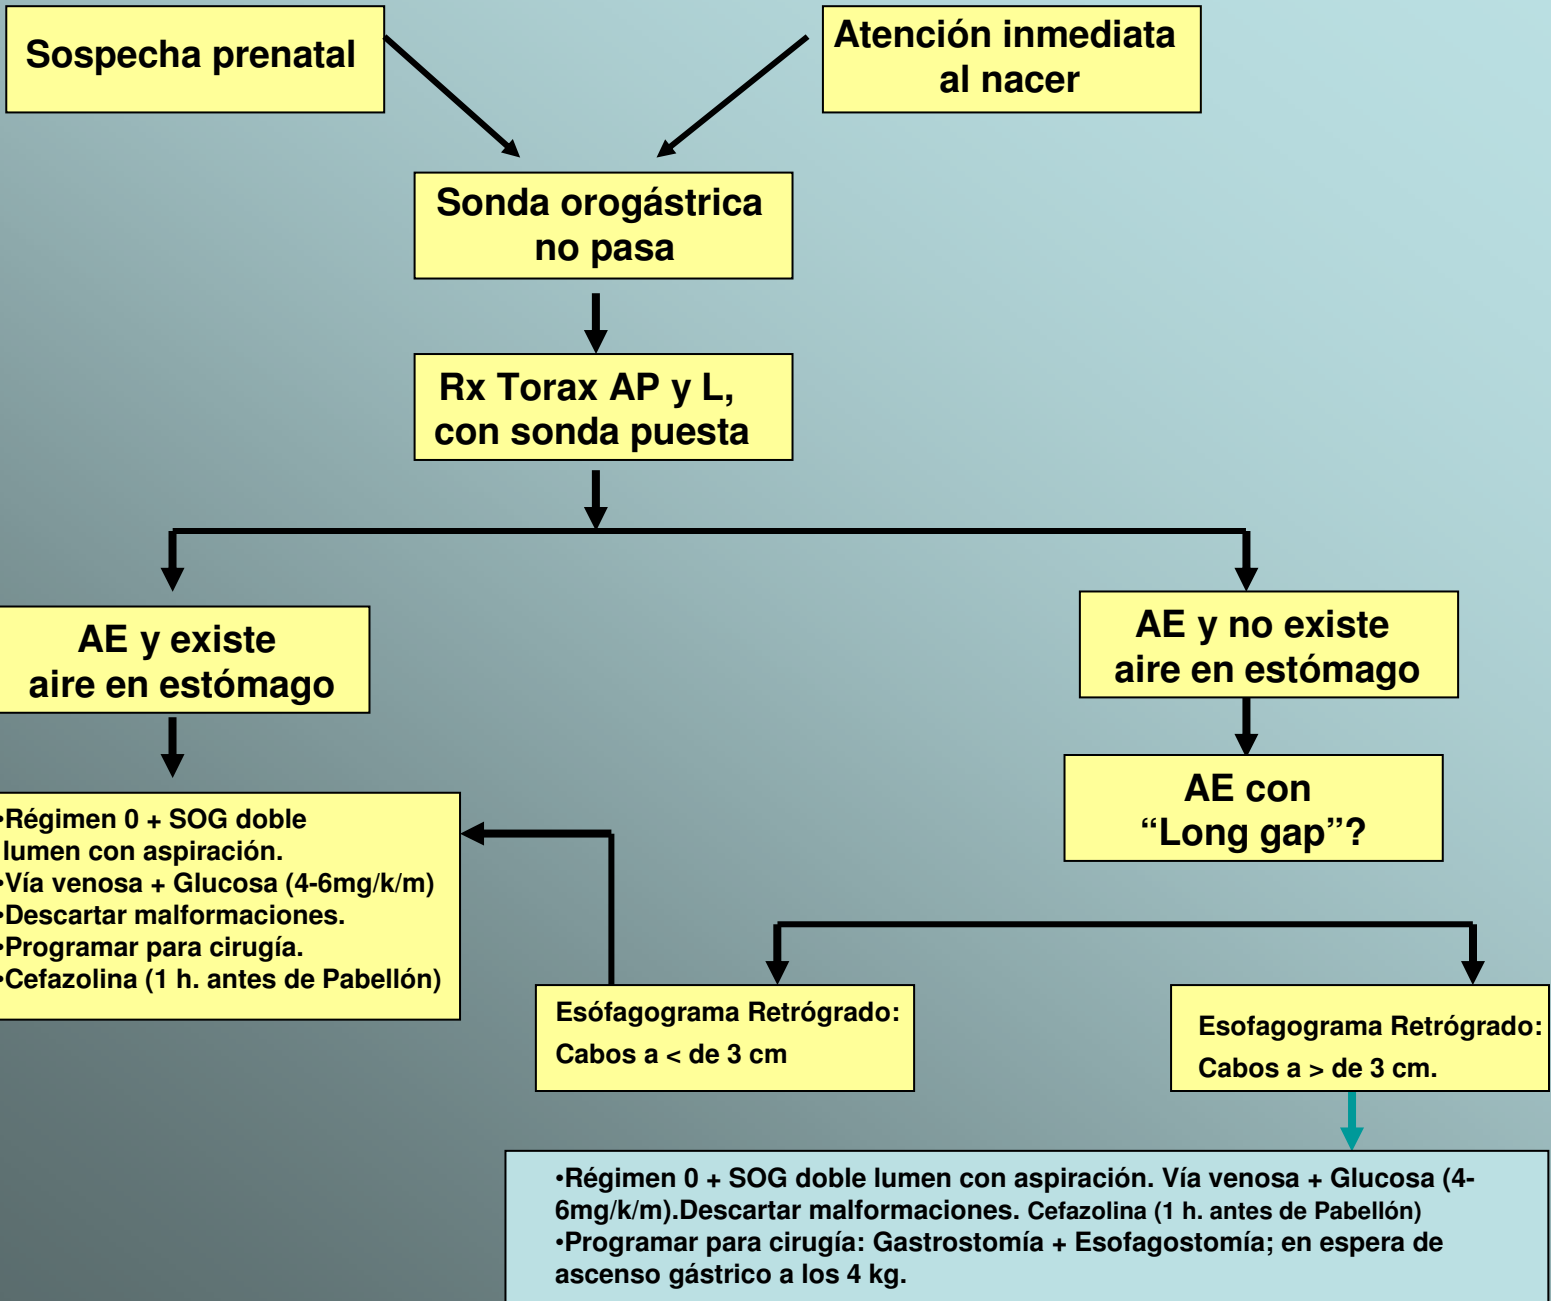 Sospecha prenatal
Atención inmediata
al nacer
Sonda orogástrica
no pasa
Rx Torax AP y L,
con sonda puesta
AE y existe
aire en estómago
AE y no existe
aire en estómago
AE con
“Long gap”?
•Régimen 0 + SOG doble
lumen con aspiración.
•Vía venosa + Glucosa (4-6mg/k/m)
•Descartar malformaciones.
•Programar para cirugía.
•Cefazolina (1 h. antes de Pabellón)
Esófagograma Retrógrado:
Cabos a < de 3 cm
Esofagograma Retrógrado:
Cabos a > de 3 cm.
•Régimen 0 + SOG doble lumen con aspiración. Vía venosa + Glucosa (4-
6mg/k/m).Descartar malformaciones. Cefazolina (1 h. antes de Pabellón)
•Programar para cirugía: Gastrostomía + Esofagostomía; en espera de
ascenso gástrico a los 4 kg.